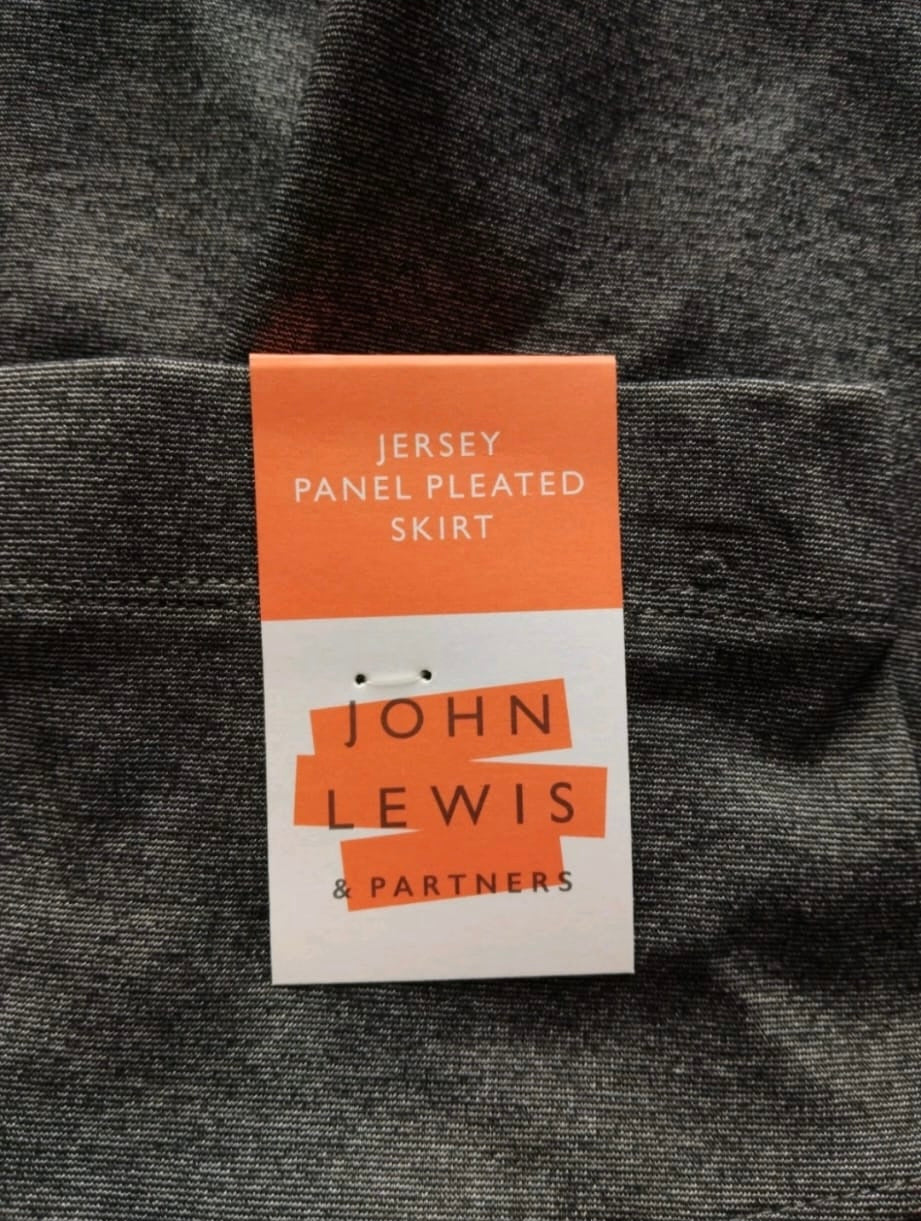 JERSEY
PANEL PLEATED
SKIRT
JOHN
LEWIS
& PARTNERS